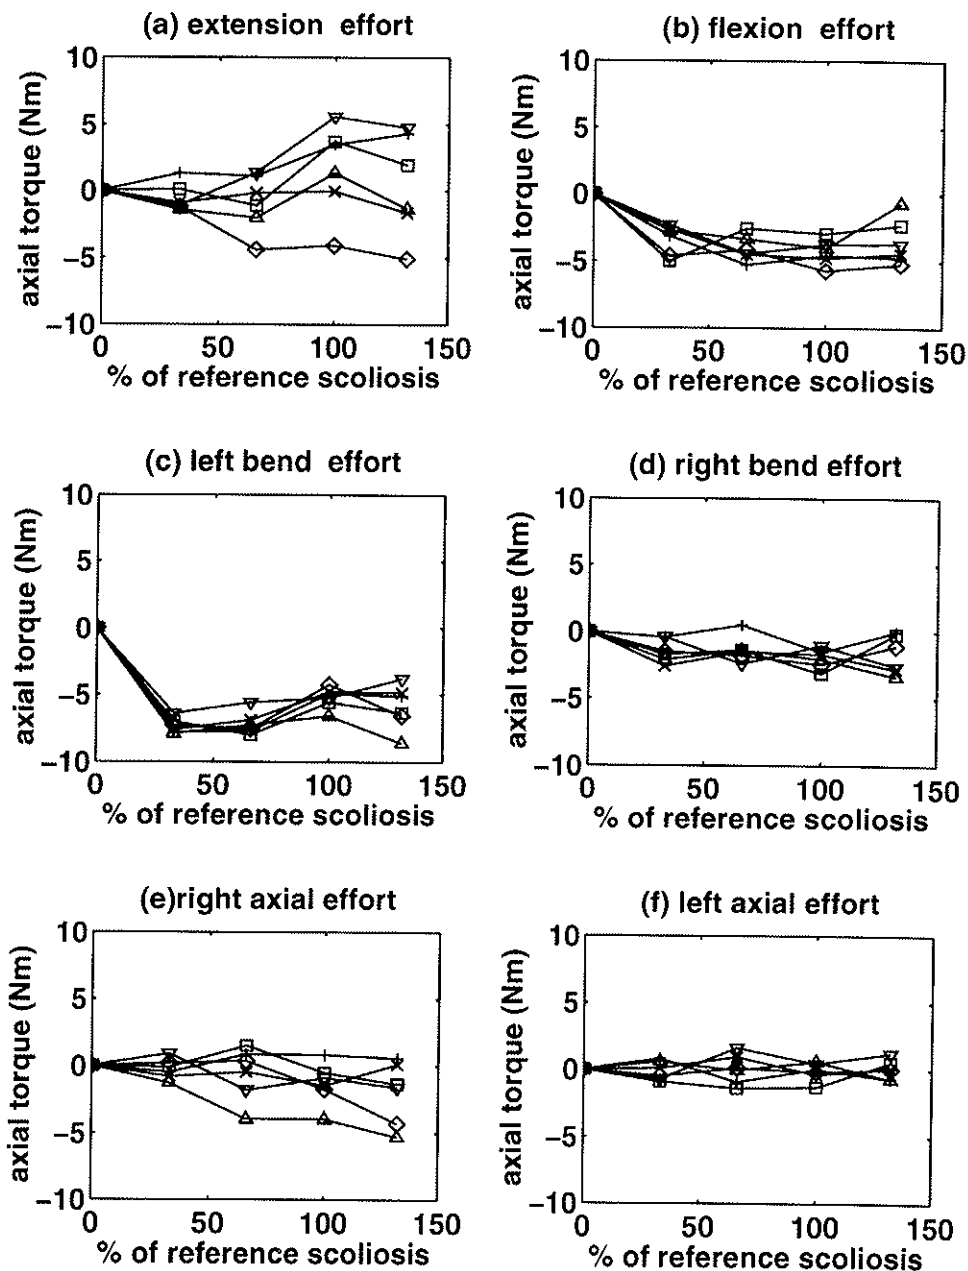 (a) extension effort
10
5
0
−5
−10
axial torque (Nm)
0 50 100 150
% of reference scoliosis
(b) flexion effort
10
5
0
−5
−10
axial torque (Nm)
0 50 100 150
% of reference scoliosis
(c) left bend effort
10
5
0
−5
−10
axial torque (Nm)
0 50 100 150
% of reference scoliosis
(d) right bend effort
10
5
0
−5
−10
axial torque (Nm)
0 50 100 150
% of reference scoliosis
(e)right axial effort
10
5
0
−5
−10
axial torque (Nm)
0 50 100 150
% of reference scoliosis
(f) left axial effort
10
5
0
−5
−10
axial torque (Nm)
0 50 100 150
% of reference scoliosis